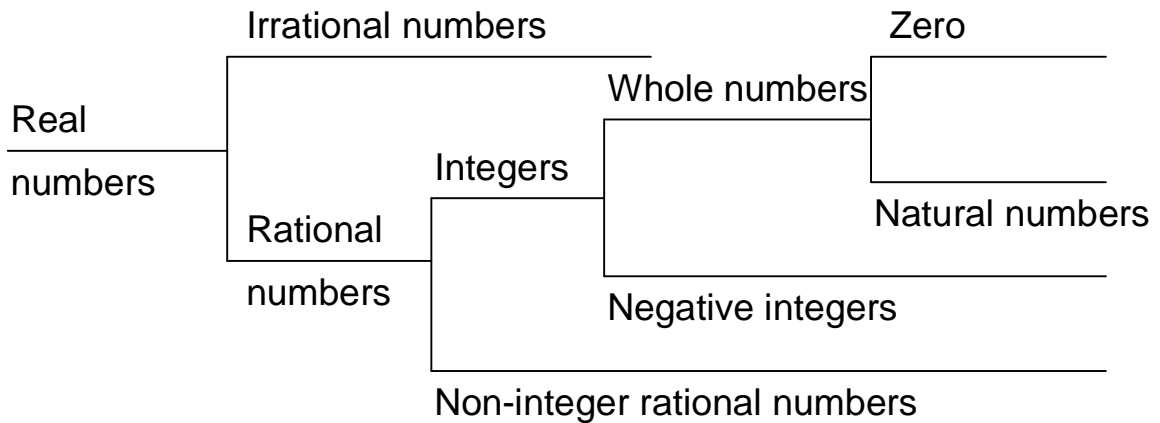 Irrational numbers
Zero
Whole numbers
Real
numbers
Integers
Natural numbers
Rational
numbers
Negative integers
Non-integer rational numbers